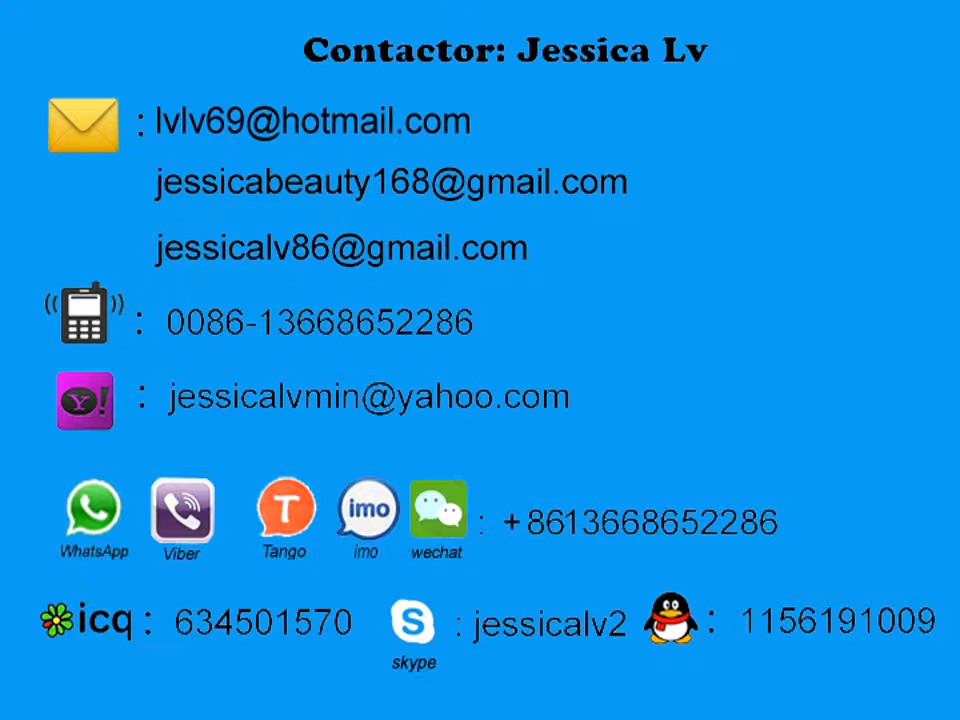 Contactor: Jessica Lv
: lvlv69@hotmail.com
jessicabeauty168@gmail.com
jessicalv86@gmail.com
: 0086-13668652286
Y! : jessicalvmin@yahoo.com
T imo : +8613668652286
WhatsApp Viber Tango imo wechat
icq : 634501570 S : jessicalv2 : 1156191009
skype